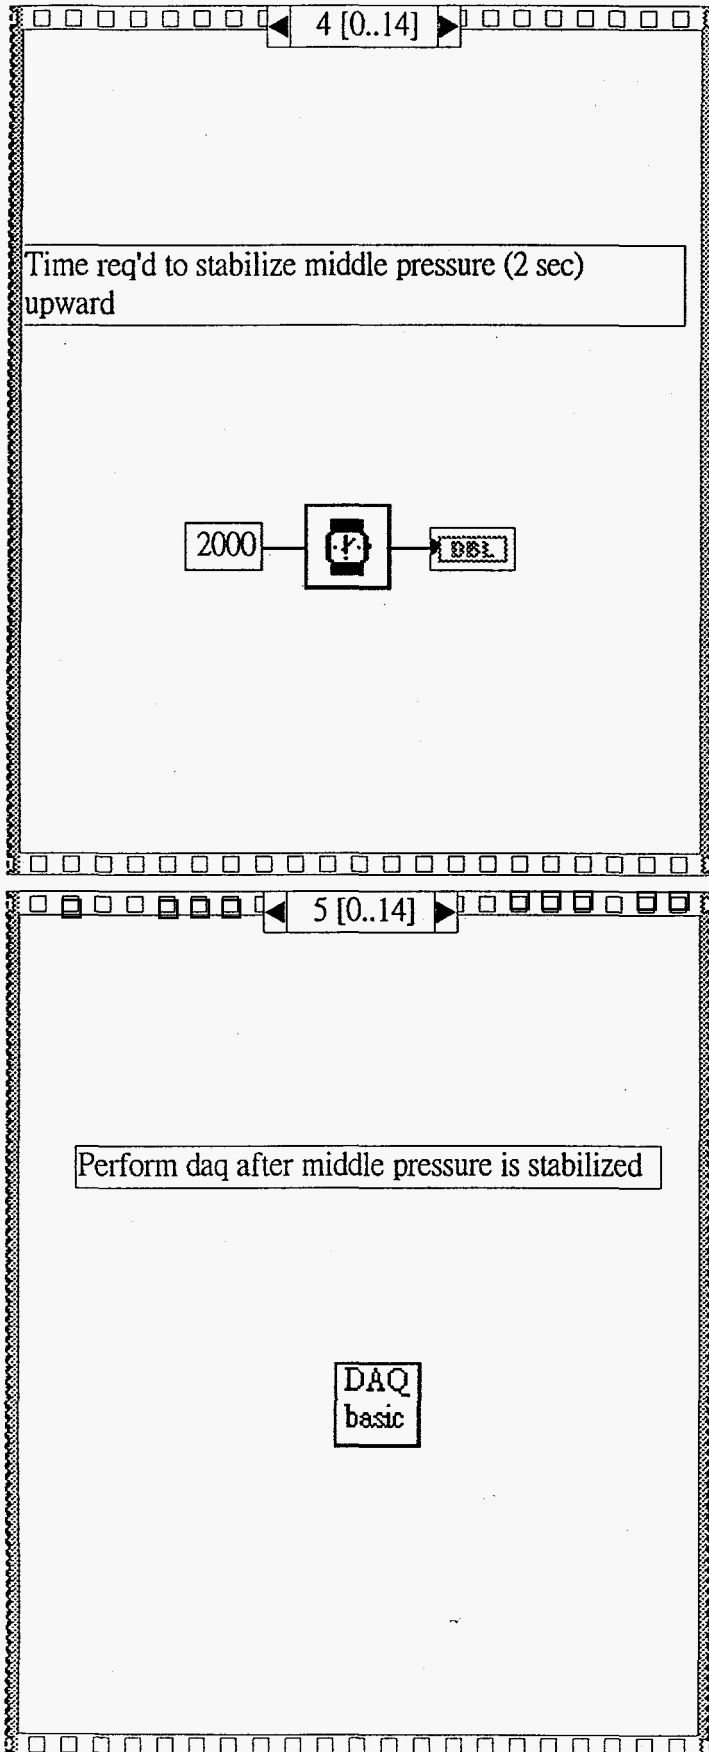 4 [0..14]
Time req'd to stabilize middle pressure (2 sec)
upward
2000
DBL
5 [0..14]
Perform daq after middle pressure is stabilized
DAQ
basic